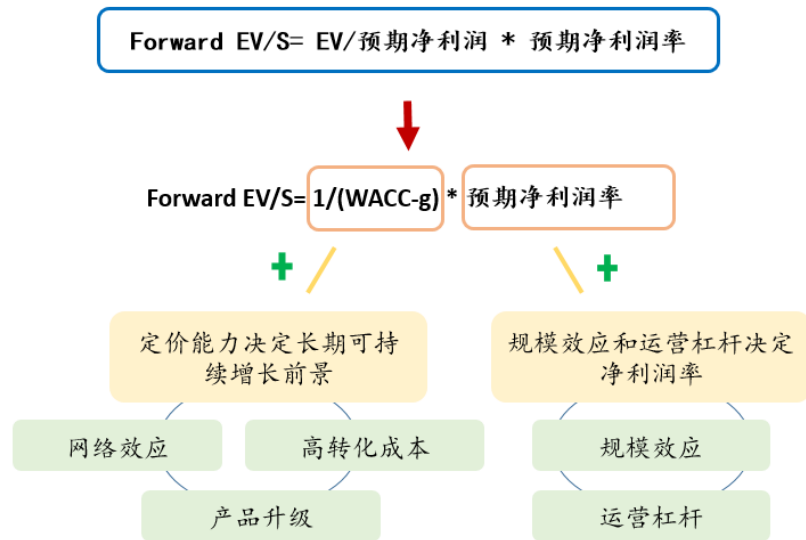 Forward EV/S= EV/预期净利润 * 预期净利润率
Forward EV/S= 1/(WACC-g) * 预期净利润率
+
+
定价能力决定长期可持
续增长前景
规模效应和运营杠杆决定
净利润率
网络效应
高转化成本
规模效应
产品升级
运营杠杆